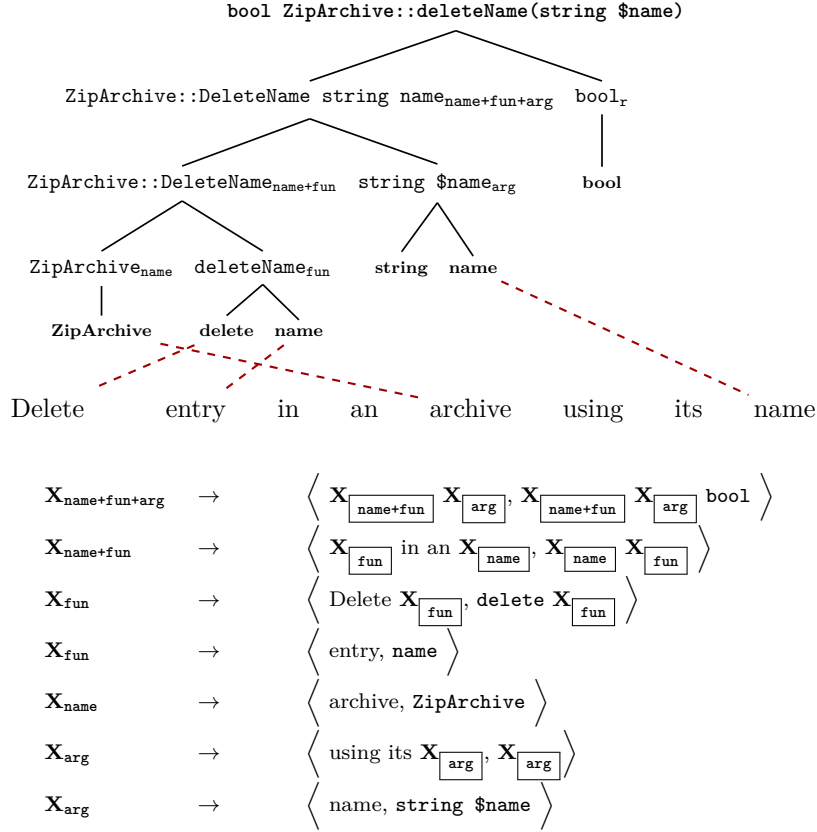 bool ZipArchive::deleteName(string $name)
ZipArchive::DeleteName string name_name+fun+arg bool_r
ZipArchive::DeleteName_name+fun string $name_arg bool
ZipArchive_name deleteName_fun string name
ZipArchive delete name
Delete entry in an archive using its name
X_name+fun+arg → ⟨ X_name+fun X_arg, X_name+fun X_arg bool ⟩
X_name+fun → ⟨ X_fun in an X_name, X_name X_fun ⟩
X_fun → ⟨ Delete X_fun, delete X_fun ⟩
X_fun → ⟨ entry, name ⟩
X_name → ⟨ archive, ZipArchive ⟩
X_arg → ⟨ using its X_arg, X_arg ⟩
X_arg → ⟨ name, string $name ⟩